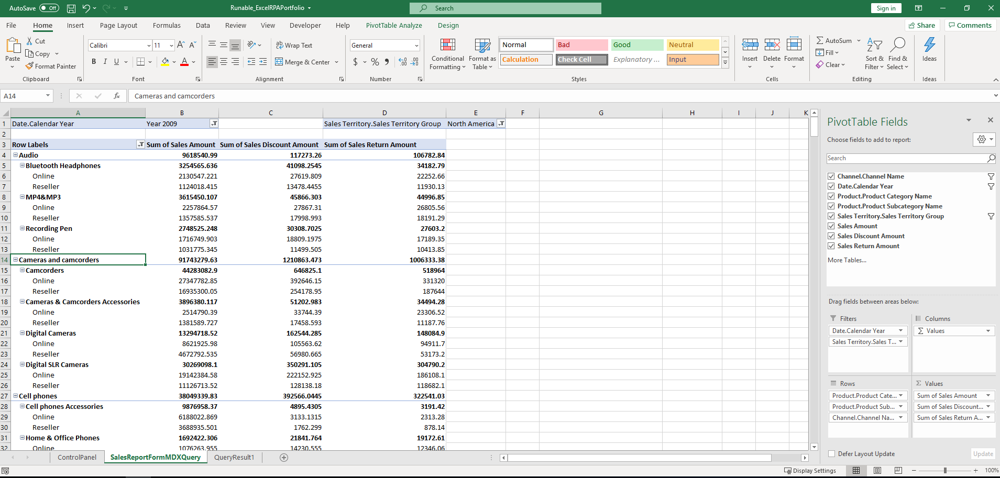 AutoSave Off Runable_ExcelRPAPortfolio Search Sign in
File Home Insert Page Layout Formulas Data Review View Developer Help PivotTable Analyze Design Share Comments
Paste Cut Copy Format Painter Clipboard
Calibri 11 B I U A Font
Wrap Text Merge & Center Alignment
General $ % Number
Conditional Formatting Format as Table
Normal Bad Good Neutral
Calculation Check Cell Explanatory ... Input
Styles
Insert Delete Format Cells
AutoSum Fill Clear Sort & Filter Find & Select Editing
Ideas Ideas
A14 fx Cameras and camcorders
A B C D E F G H I J K
1 Date.Calendar Year Year 2009 Sales Territory.Sales Territory Group North America
2
3 Row Labels Sum of Sales Amount Sum of Sales Discount Amount Sum of Sales Return Amount
4 Audio 9618540.99 117273.26 106782.84
5 Bluetooth Headphones 3254565.636 41098.2545 34182.79
6 Online 2130547.221 27619.809 22252.66
7 Reseller 1124018.415 13478.4455 11930.13
8 MP4&MP3 3615450.107 45866.303 44996.85
9 Online 2257864.57 27867.31 26805.56
10 Reseller 1357585.537 17998.993 18191.29
11 Recording Pen 2748525.248 30308.7025 27603.2
12 Online 1716749.903 18809.1975 17189.35
13 Reseller 1031775.345 11499.505 10413.85
14 Cameras and camcorders 91743279.63 1210863.473 1006333.38
15 Camcorders 44283082.9 646825.1 518964
16 Online 27347782.85 392646.15 331320
17 Reseller 16935300.05 254178.95 187644
18 Cameras & Camcorders Accessories 3896380.117 51202.983 34494.28
19 Online 2514790.39 33744.39 23306.52
20 Reseller 1381589.727 17458.593 11187.76
21 Digital Cameras 13294718.52 162544.285 148084.9
22 Online 8621925.98 105563.62 94911.7
23 Reseller 4672792.535 56980.665 53173.2
24 Digital SLR Cameras 30269098.1 350291.105 304790.2
25 Online 19142384.58 222152.925 186108.1
26 Reseller 11126713.52 128138.18 118682.1
27 Cell phones 38049339.83 392566.0445 322541.03
28 Cell phones Accessories 9876958.37 4895.4305 3191.42
29 Online 6188022.869 3133.1315 2313.28
30 Reseller 3688935.501 1762.299 878.14
31 Home & Office Phones 1692422.306 21841.764 19172.61
32 Online 1076263.955 14230.555 12346.06
PivotTable Fields
Choose fields to add to report:
Search
Channel.Channel Name
Date.Calendar Year
Product.Product Category Name
Product.Product Subcategory Name
Sales Territory.Sales Territory Group
Sales Amount
Sales Discount Amount
Sales Return Amount
More Tables...
Drag fields between areas below:
Filters
Date.Calendar Year
Sales Territory.Sales T...
Columns
Σ Values
Rows
Product.Product Cate...
Product.Product Sub...
Channel.Channel Na...
Σ Values
Sum of Sales Amount
Sum of Sales Discount...
Sum of Sales Return A...
Defer Layout Update Update
ControlPanel SalesReportFormMDXQuery QueryResult1
Display Settings 100%